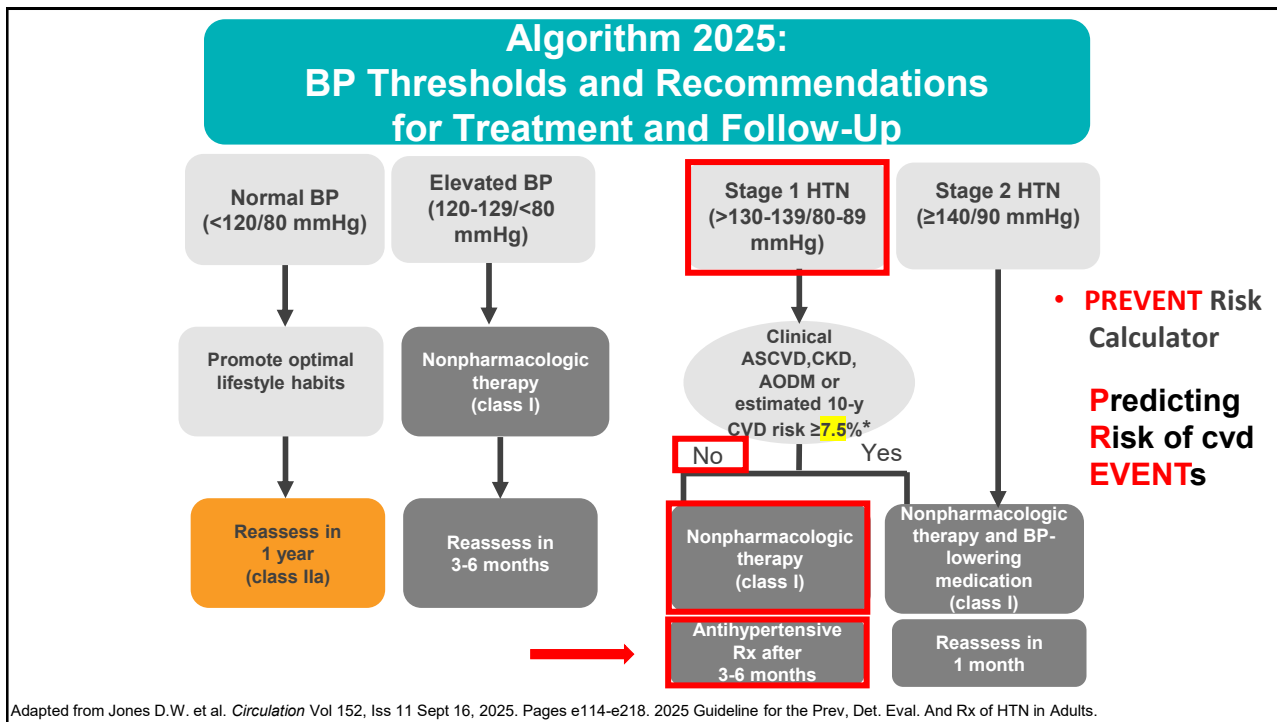 Algorithm 2025:
BP Thresholds and Recommendations
for Treatment and Follow-Up
Normal BP
(<120/80 mmHg)
Elevated BP
(120-129/<80
mmHg)
Stage 1 HTN
(>130-139/80-89
mmHg)
Stage 2 HTN
(≥140/90 mmHg)
Promote optimal
lifestyle habits
Nonpharmacologic
therapy
(class I)
Clinical
ASCVD,CKD,
AODM or
estimated 10-y
CVD risk ≥7.5%*
No
Yes
Reassess in
1 year
(class IIa)
Reassess in
3-6 months
Nonpharmacologic
therapy
(class I)
Nonpharmacologic
therapy and BP-
lowering
medication
(class I)
Antihypertensive
Rx after
3-6 months
Reassess in
1 month
• PREVENT Risk
Calculator
Predicting
Risk of cvd
EVENTs
Adapted from Jones D.W. et al. Circulation Vol 152, Iss 11 Sept 16, 2025. Pages e114-e218. 2025 Guideline for the Prev, Det. Eval. And Rx of HTN in Adults.